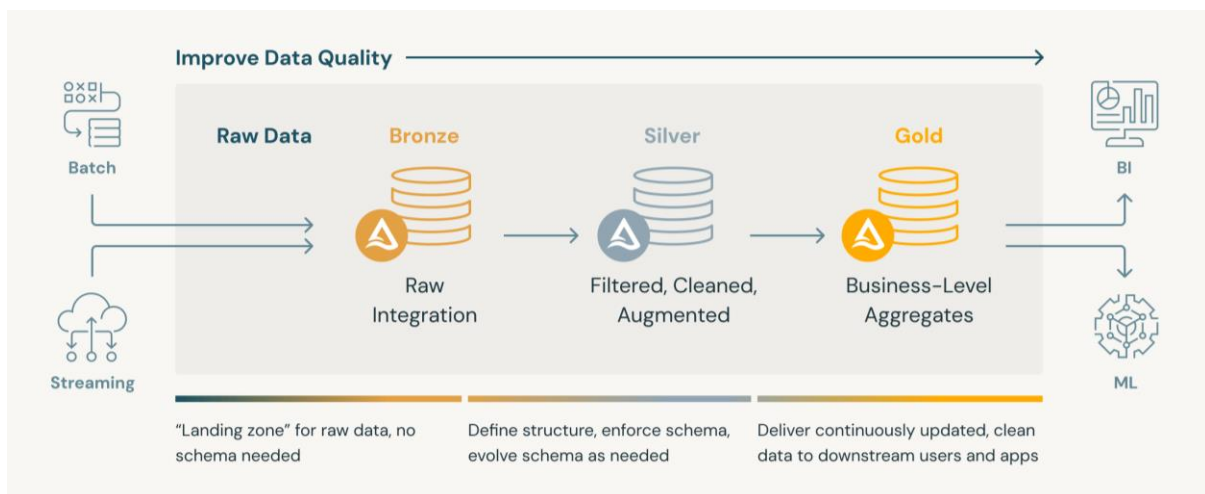 Improve Data Quality
Raw Data
Bronze
Silver
Gold
Batch
BI
Raw
Integration
Filtered, Cleaned,
Augmented
Business-Level
Aggregates
Streaming
ML
“Landing zone” for raw data, no
schema needed
Define structure, enforce schema,
evolve schema as needed
Deliver continuously updated, clean
data to downstream users and apps